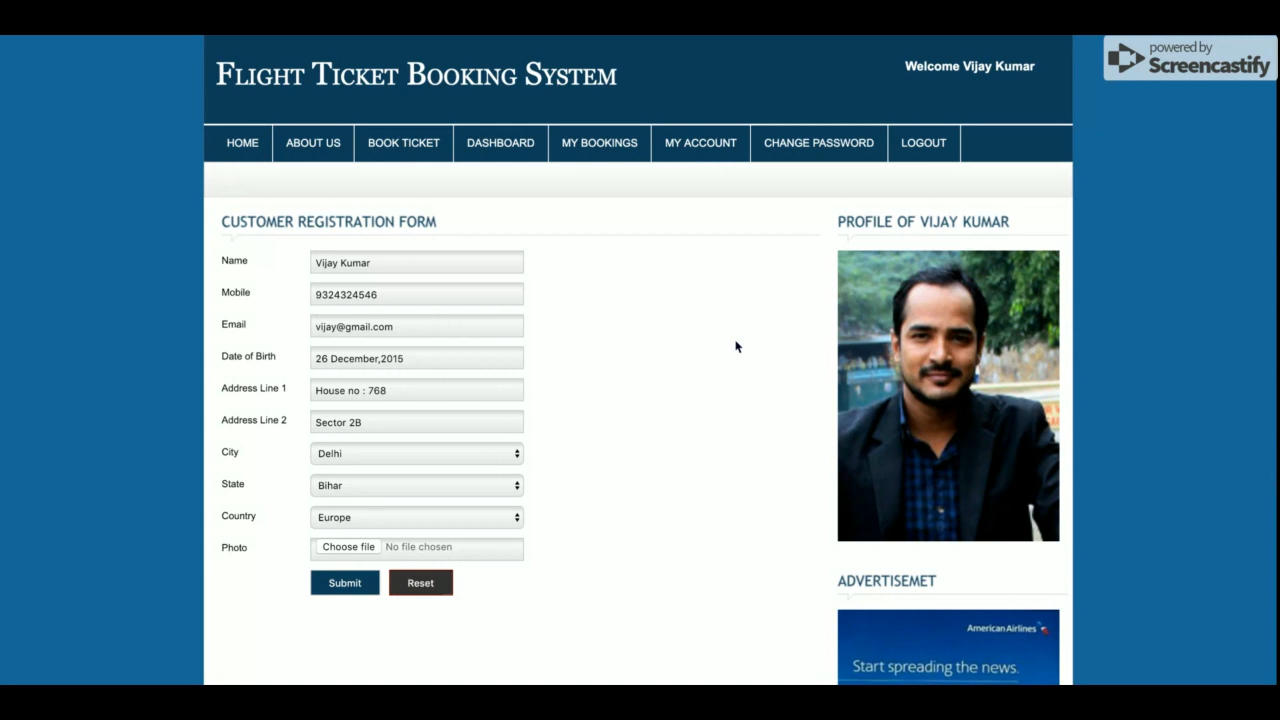 powered by
Screencastify
FLIGHT TICKET BOOKING SYSTEM
Welcome Vijay Kumar
HOME ABOUT US BOOK TICKET DASHBOARD MY BOOKINGS MY ACCOUNT CHANGE PASSWORD LOGOUT
CUSTOMER REGISTRATION FORM
Name Vijay Kumar
Mobile 9324324546
Email vijay@gmail.com
Date of Birth 26 December,2015
Address Line 1 House no : 768
Address Line 2 Sector 2B
City Delhi
State Bihar
Country Europe
Photo Choose file No file chosen
Submit Reset
PROFILE OF VIJAY KUMAR
ADVERTISEMET
American Airlines
Start spreading the news.